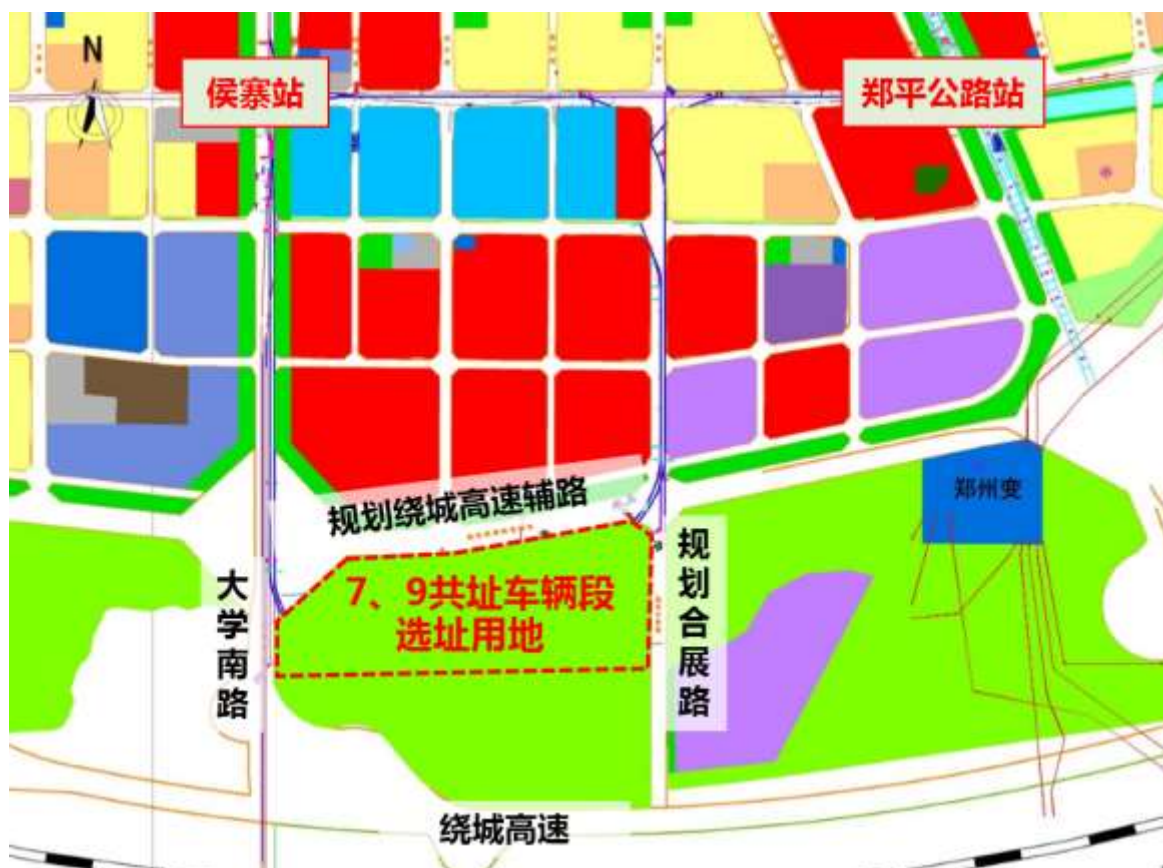 N
侯寨站
郑平公路站
郑州变
规划绕城高速辅路
7、9共址车辆段
选址用地
大学南路
规划合展路
绕城高速